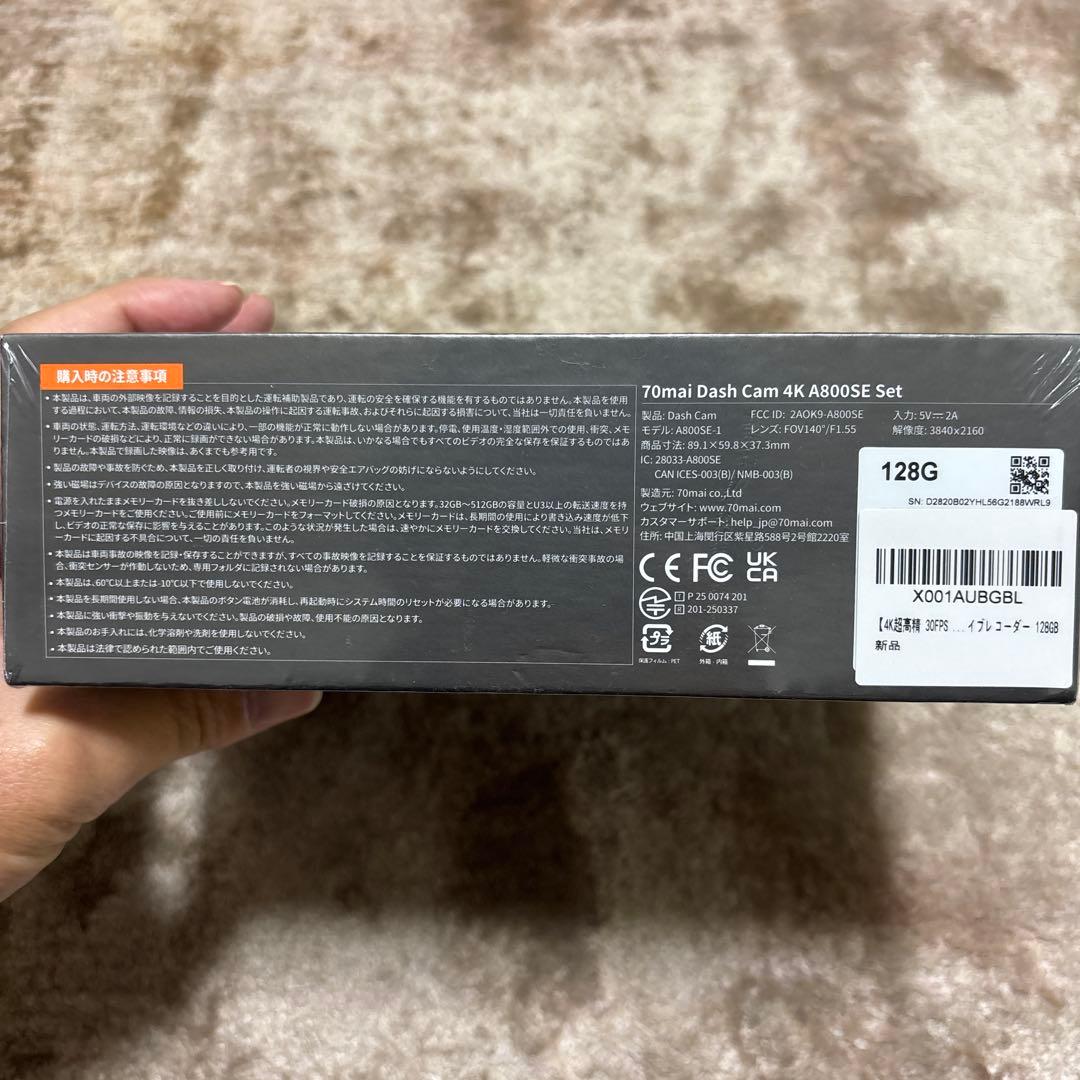 購入時の注意事項
• 本製品は、車両の外部映像を記録することを目的とした運転補助製品であり、運転の安全を確保する機能を有するものではありません。本製品を使用
する過程において、本製品の故障、情報の損失、本製品の操作に起因する運転事故、およびそれらに起因する損害について、当社は一切責任を負いません。
• 車両の状態、運転方法、運転環境などの違いにより、一部の機能が正常に動作しない場合があります。停電、使用温度・湿度範囲外での使用、衝突、メモ
リーカードの破損などにより、正常に録画ができない場合があります。本製品は、いかなる場合でもすべてのビデオの完全な保存を保証するものではあ
りません。本製品で録画した映像は、あくまでも参考用です。
• 製品の故障や事故を防ぐため、本製品を正しく取り付け、運転者の視界や安全エアバッグの妨げにならないようにしてください。
• 強い磁場はデバイスの故障の原因となりますので、本製品を強い磁場から遠ざけてください。
• 電源を入れたままメモリーカードを抜き差ししないでください。メモリーカード破損の原因となります。32GB～512GBの容量とU3以上の転送速度を持
つメモリーカードをご使用ください。ご使用前にメモリーカードをフォーマットしてください。メモリーカードは、長期間の使用により書き込み速度が低下
し、ビデオの正常な保存に影響を与えることがあります。このような状況が発生した場合は、速やかにメモリーカードを交換してください。当社は、メモリ
ーカードに起因する不具合について、一切の責任を負いません。
• 本製品は車両事故の映像を記録・保存することができますが、すべての事故映像を記録することを保証するものではありません。軽微な衝突事故の場
合、衝突センサーが作動しないため、専用フォルダに記録されない場合があります。
• 本製品は、60℃以上または-10℃以下で使用しないでください。
• 本製品を長期間使用しない場合、本製品のボタン電池が消耗し、再起動時にシステム時間のリセットが必要になる場合があります。
• 本製品に強い衝撃や振動を与えないでください。製品の破損や故障、使用不能の原因となります。
• 本製品のお手入れには、化学溶剤や洗剤を使用しないでください。
• 本製品は法律で認められた範囲内でご使用ください。
70mai Dash Cam 4K A800SE Set
製品: Dash Cam FCC ID: 2AOK9-A800SE 入力: 5V⎓2A
モデル: A800SE-1 レンズ: FOV140°/F1.55 解像度: 3840x2160
商品寸法: 89.1×59.8×37.3mm
IC: 28033-A800SE
CAN ICES-003(B)/ NMB-003(B)
製造元: 70mai co.,Ltd
ウェブサイト: www.70mai.com
カスタマーサポート: help_jp@70mai.com
住所: 中国上海閔行区紫星路588号2号館2220室
CE FC UK
CA
T P 25 0074 201
R 201-250337
プラ 紙
保護フィルム : PET 外箱・内箱
128G
SN: D2820B02YHL56G2188WRL9
X001AUBGBL
【4K超高精 30FPS ...イブレコーダー 128GB
新品